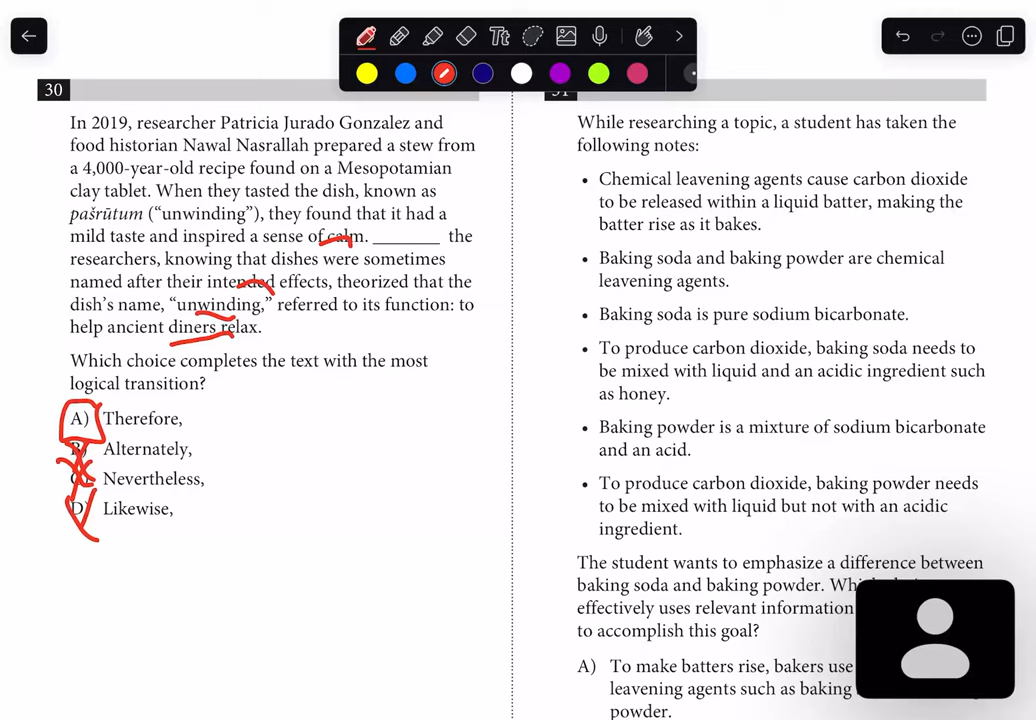 Tt
30
In 2019, researcher Patricia Jurado Gonzalez and
food historian Nawal Nasrallah prepared a stew from
a 4,000-year-old recipe found on a Mesopotamian
clay tablet. When they tasted the dish, known as
pašrūtum (“unwinding”), they found that it had a
mild taste and inspired a sense of calm. ________ the
researchers, knowing that dishes were sometimes
named after their intended effects, theorized that the
dish’s name, “unwinding,” referred to its function: to
help ancient diners relax.
Which choice completes the text with the most
logical transition?
A) Therefore,
B) Alternately,
C) Nevertheless,
D) Likewise,
31
While researching a topic, a student has taken the
following notes:
• Chemical leavening agents cause carbon dioxide
to be released within a liquid batter, making the
batter rise as it bakes.
• Baking soda and baking powder are chemical
leavening agents.
• Baking soda is pure sodium bicarbonate.
• To produce carbon dioxide, baking soda needs to
be mixed with liquid and an acidic ingredient such
as honey.
• Baking powder is a mixture of sodium bicarbonate
and an acid.
• To produce carbon dioxide, baking powder needs
to be mixed with liquid but not with an acidic
ingredient.
The student wants to emphasize a difference between
baking soda and baking powder.
effectively uses relevant information
to accomplish this goal?
A) To make batters rise, bakers use
leavening agents such as baking
powder.